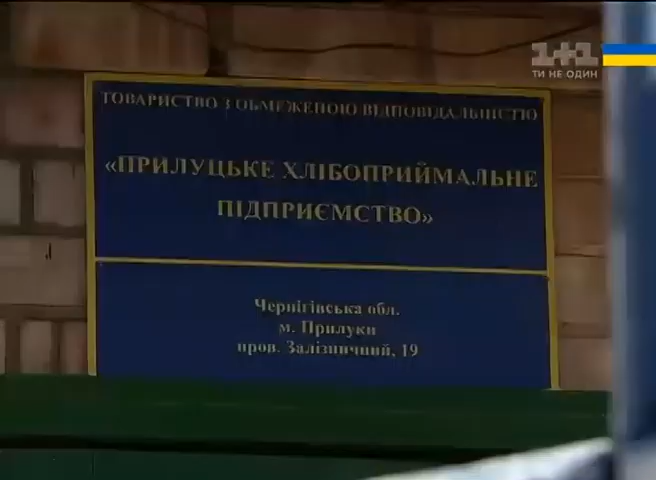 1+1
ТИ НЕ ОДИН
ТОВАРИСТВО З ОБМЕЖЕНОЮ ВІДПОВІДАЛЬНІСТЮ
«ПРИЛУЦЬКЕ ХЛІБОПРИЙМАЛЬНЕ
ПІДПРИЄМСТВО»
Чернігівська обл.
м. Прилуки
пров. Залізничний, 19